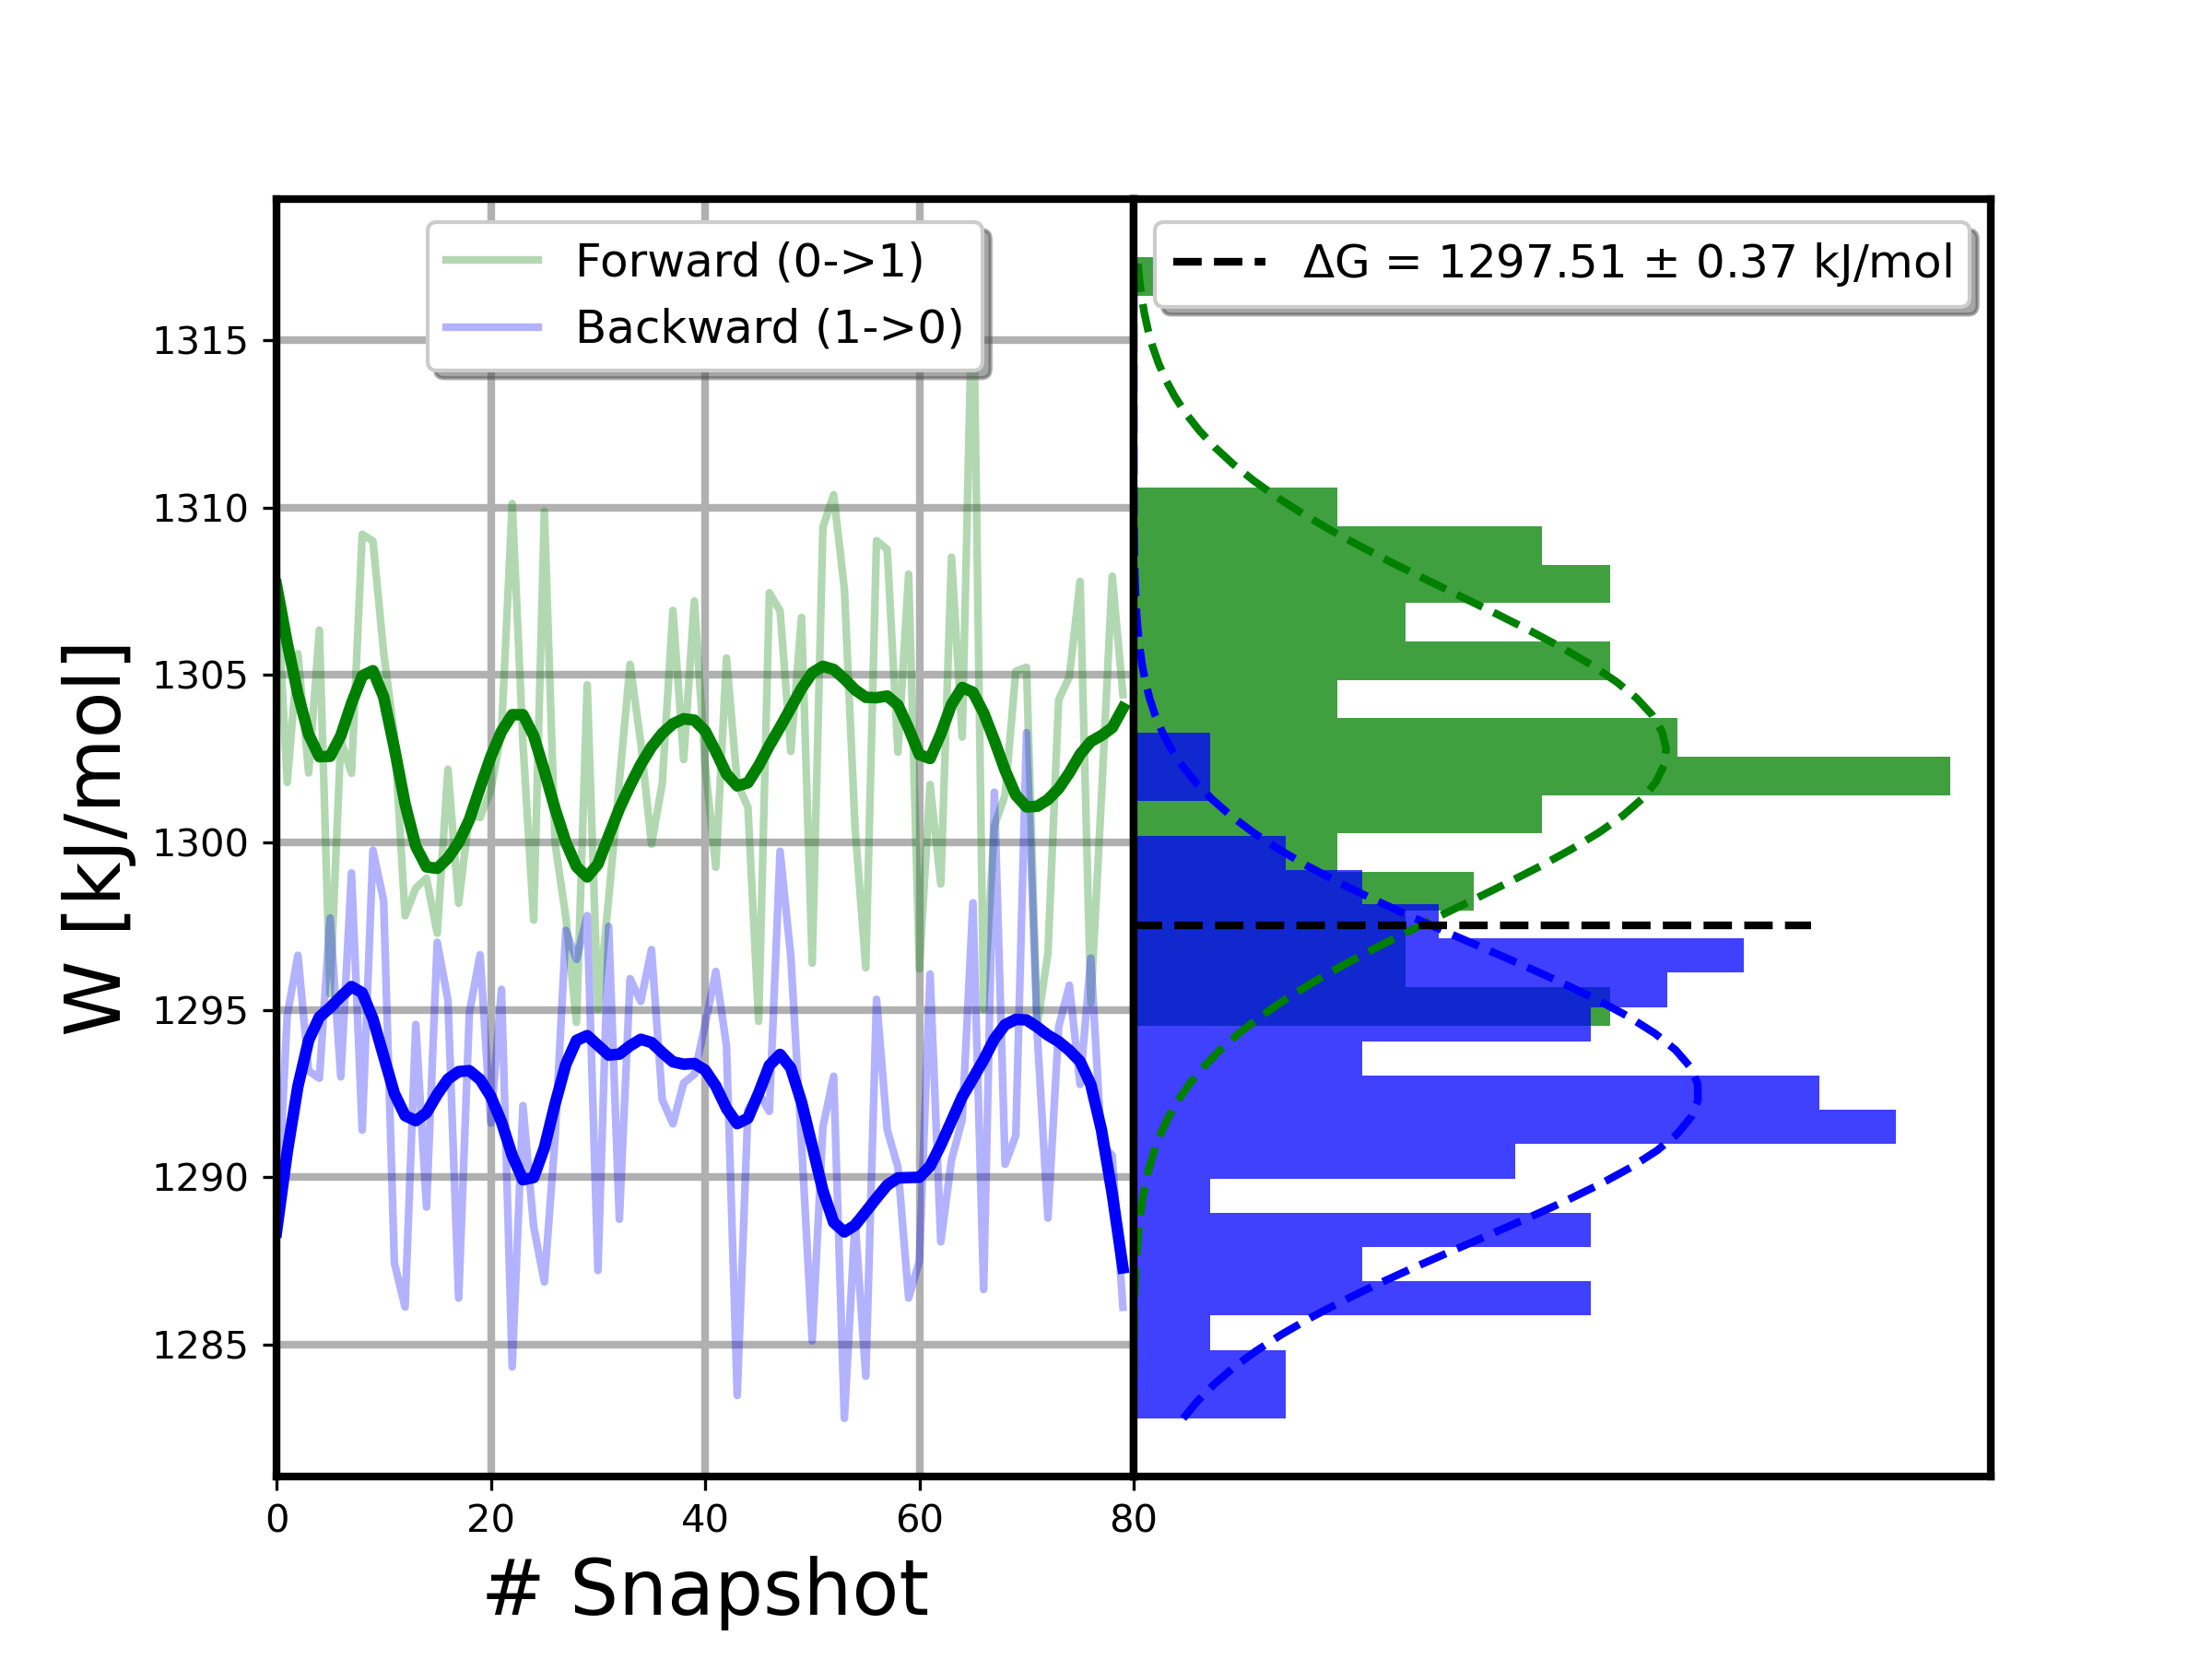 Forward (0->1)
Backward (1->0)
ΔG = 1297.51 ± 0.37 kJ/mol
1315
1310
1305
1300
1295
1290
1285
W [kJ/mol]
0 20 40 60 80
# Snapshot